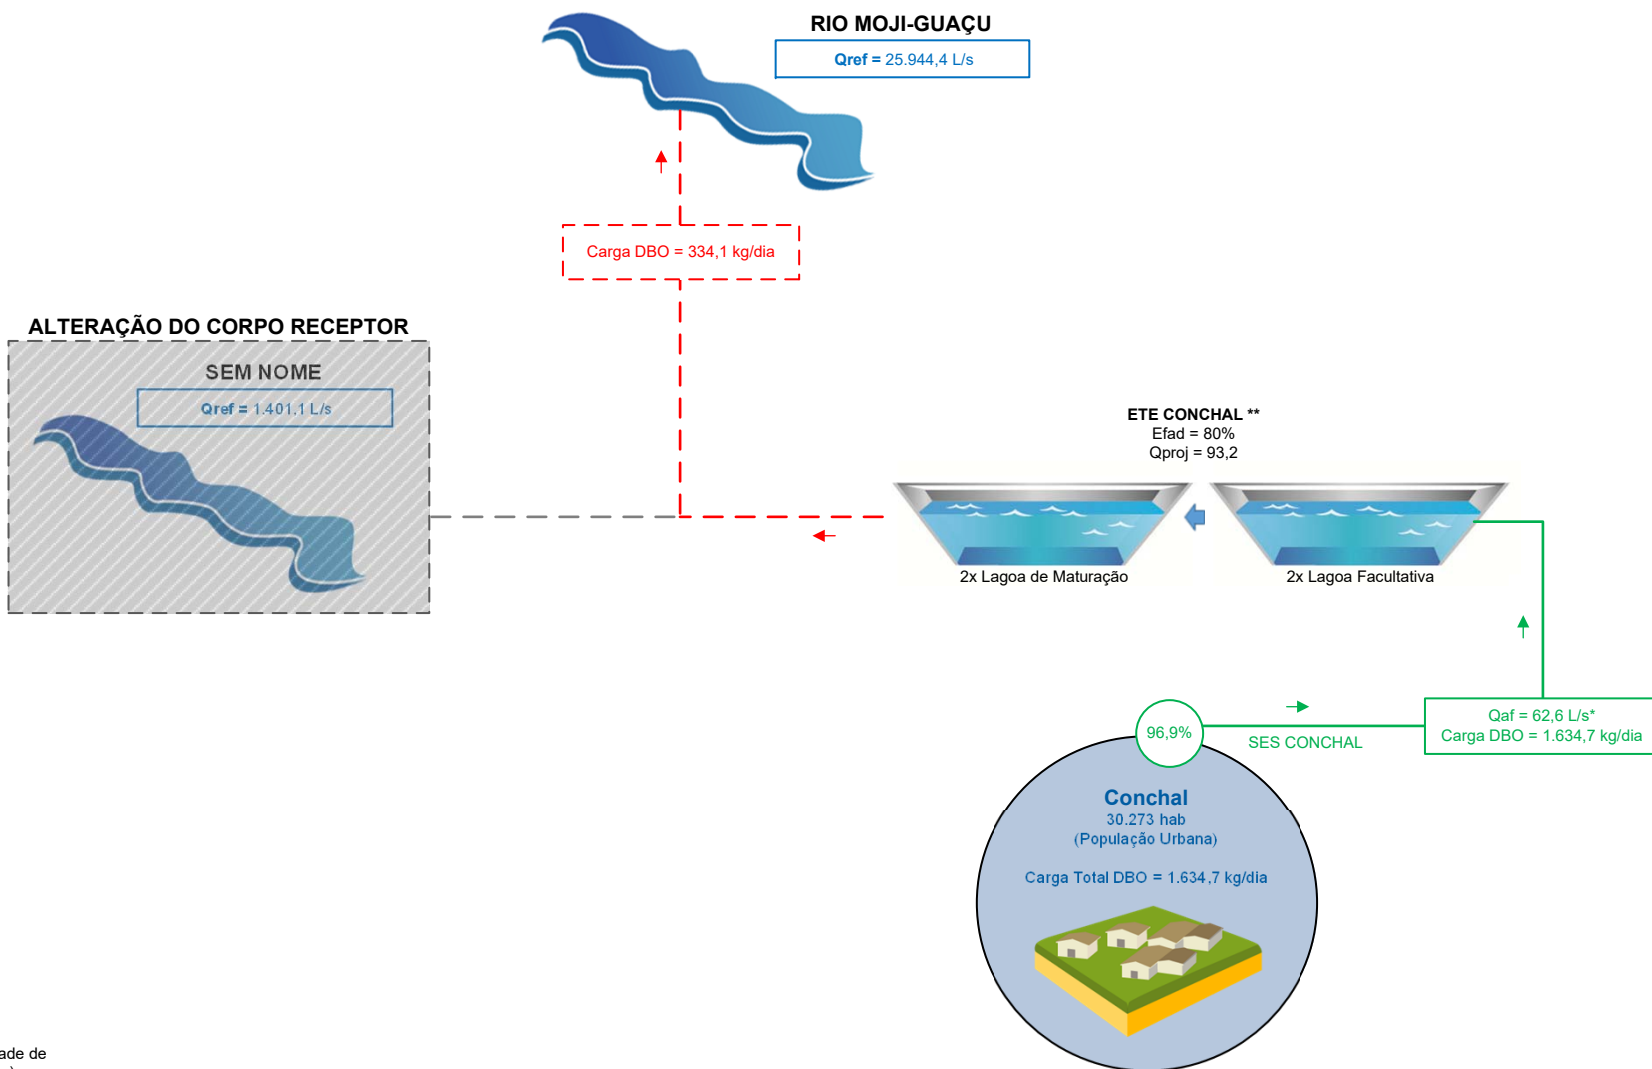 RIO MOJI-GUAÇU
Qref = 25.944,4 L/s
Carga DBO = 334,1 kg/dia
ALTERAÇÃO DO CORPO RECEPTOR
SEM NOME
Qref = 1.401,1 L/s
ETE CONCHAL **
Efad = 80%
Qproj = 93,2
2x Lagoa de Maturação
2x Lagoa Facultativa
Qaf = 62,6 L/s*
Carga DBO = 1.634,7 kg/dia
96,9%
SES CONCHAL
Conchal
30.273 hab
(População Urbana)
Carga Total DBO = 1.634,7 kg/dia
ade de